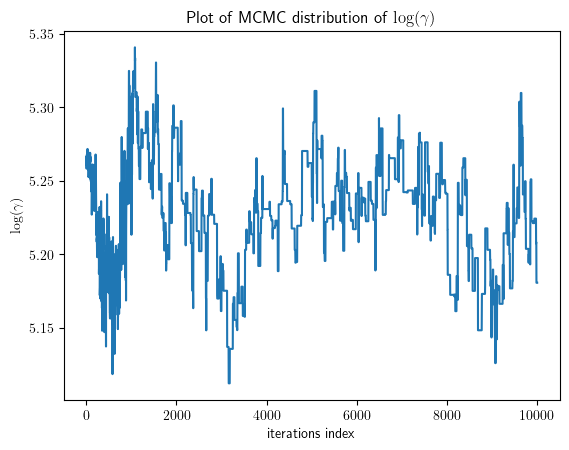 Plot of MCMC distribution of log(γ)
5.35
5.30
5.25
5.20
5.15
log(γ)
0 2000 4000 6000 8000 10000
iterations index